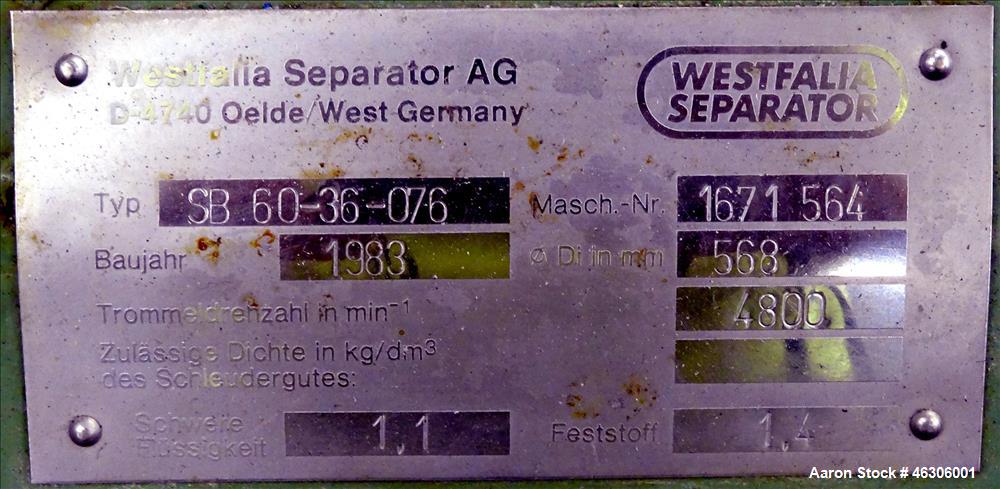 Westfalia Separator AG
D-4740 Oelde/West Germany
WESTFALIA
SEPARATOR
Typ SB 60-36-076 Masch.-Nr. 1671 564
Baujahr 1983 ø Di in mm 568
Trommeldrehzahl in min⁻¹ 4800
Zulässige Dichte in kg/dm³
des Schleudergutes:
Schwere
Flüssigkeit 1,1 Feststoff 1,4
Aaron Stock # 46306001